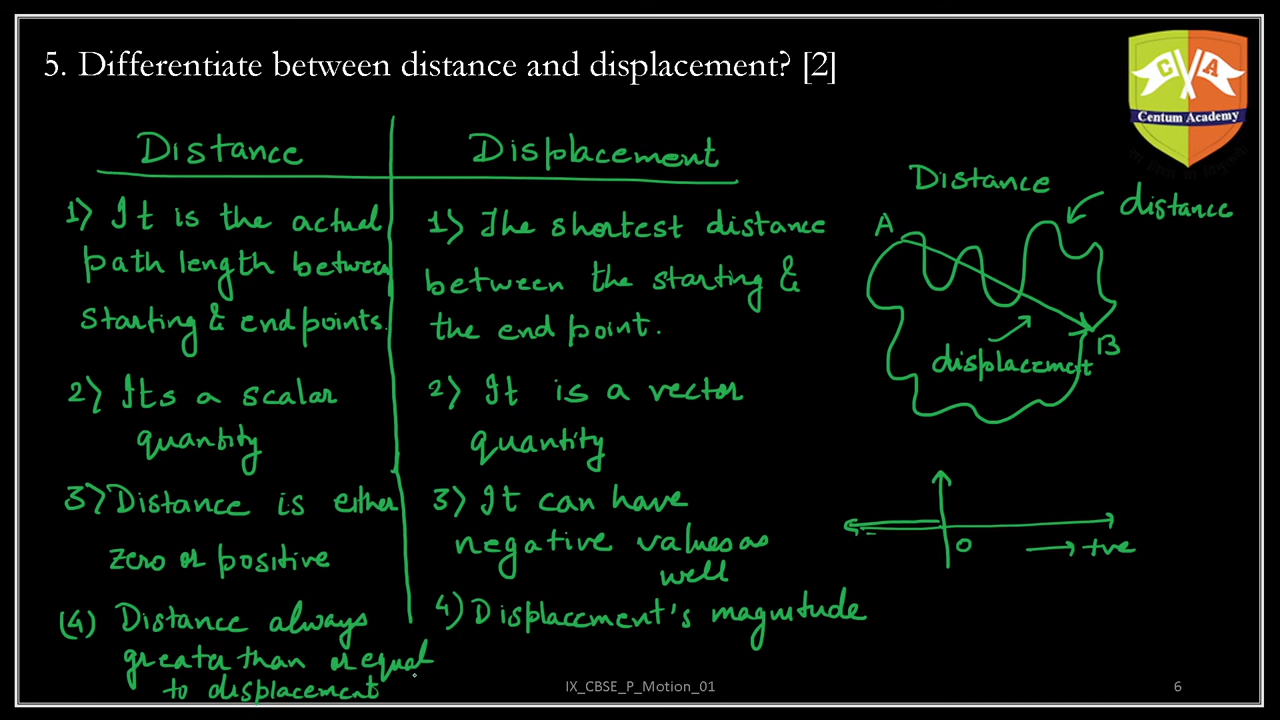 5. Differentiate between distance and displacement? [2]
C A
Centum Academy
Distance
1) It is the actual
path length between
starting & end points.
2) Its a scalar
quantity
3) Distance is either
zero or positive
(4) Distance always
greater than or equal
to displacement
Displacement
1) The shortest distance
between the starting &
the end point.
2) It is a vector
quantity
3) It can have
negative values as
well
4) Displacement's magnitude
Distance
distance
A
displacement
B
O
+ve
IX_CBSE_P_Motion_01
6